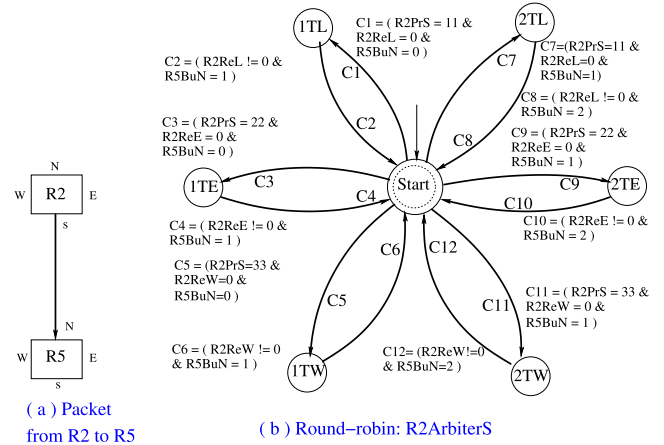 1TL
C1 = ( R2PrS = 11 &
R2ReL = 0 &
R5BuN = 0 )
2TL
C7=(R2PrS=11 &
R2ReL=0 &
R5BuN=1)
C2 = ( R2ReL != 0 &
R5BuN = 1 )
C1
C7
C8 = ( R2ReL != 0 &
R5BuN = 2 )
C3 = ( R2PrS = 22 &
R2ReE = 0 &
R5BuN = 0 )
C2
C8
C9 = ( R2PrS = 22 &
R2ReE = 0 &
R5BuN = 1 )
N
W
R2
E
s
1TE
C3
C4
Start
C9
C10
2TE
C4 = ( R2ReE != 0 &
R5BuN = 1 )
C10 = ( R2ReE != 0 &
R5BuN = 2 )
C5 = (R2PrS=33 &
R2ReW=0 &
R5BuN=0 )
C6
C12
C5
C11
C11 = ( R2PrS = 33 &
R2ReW = 0 &
R5BuN = 1 )
N
W
R5
E
s
C6 = ( R2ReW != 0
& R5BuN = 1 )
1TW
C12= (R2ReW!=0
& R5BuN=2 )
2TW
( a ) Packet
from R2 to R5
( b ) Round−robin: R2ArbiterS